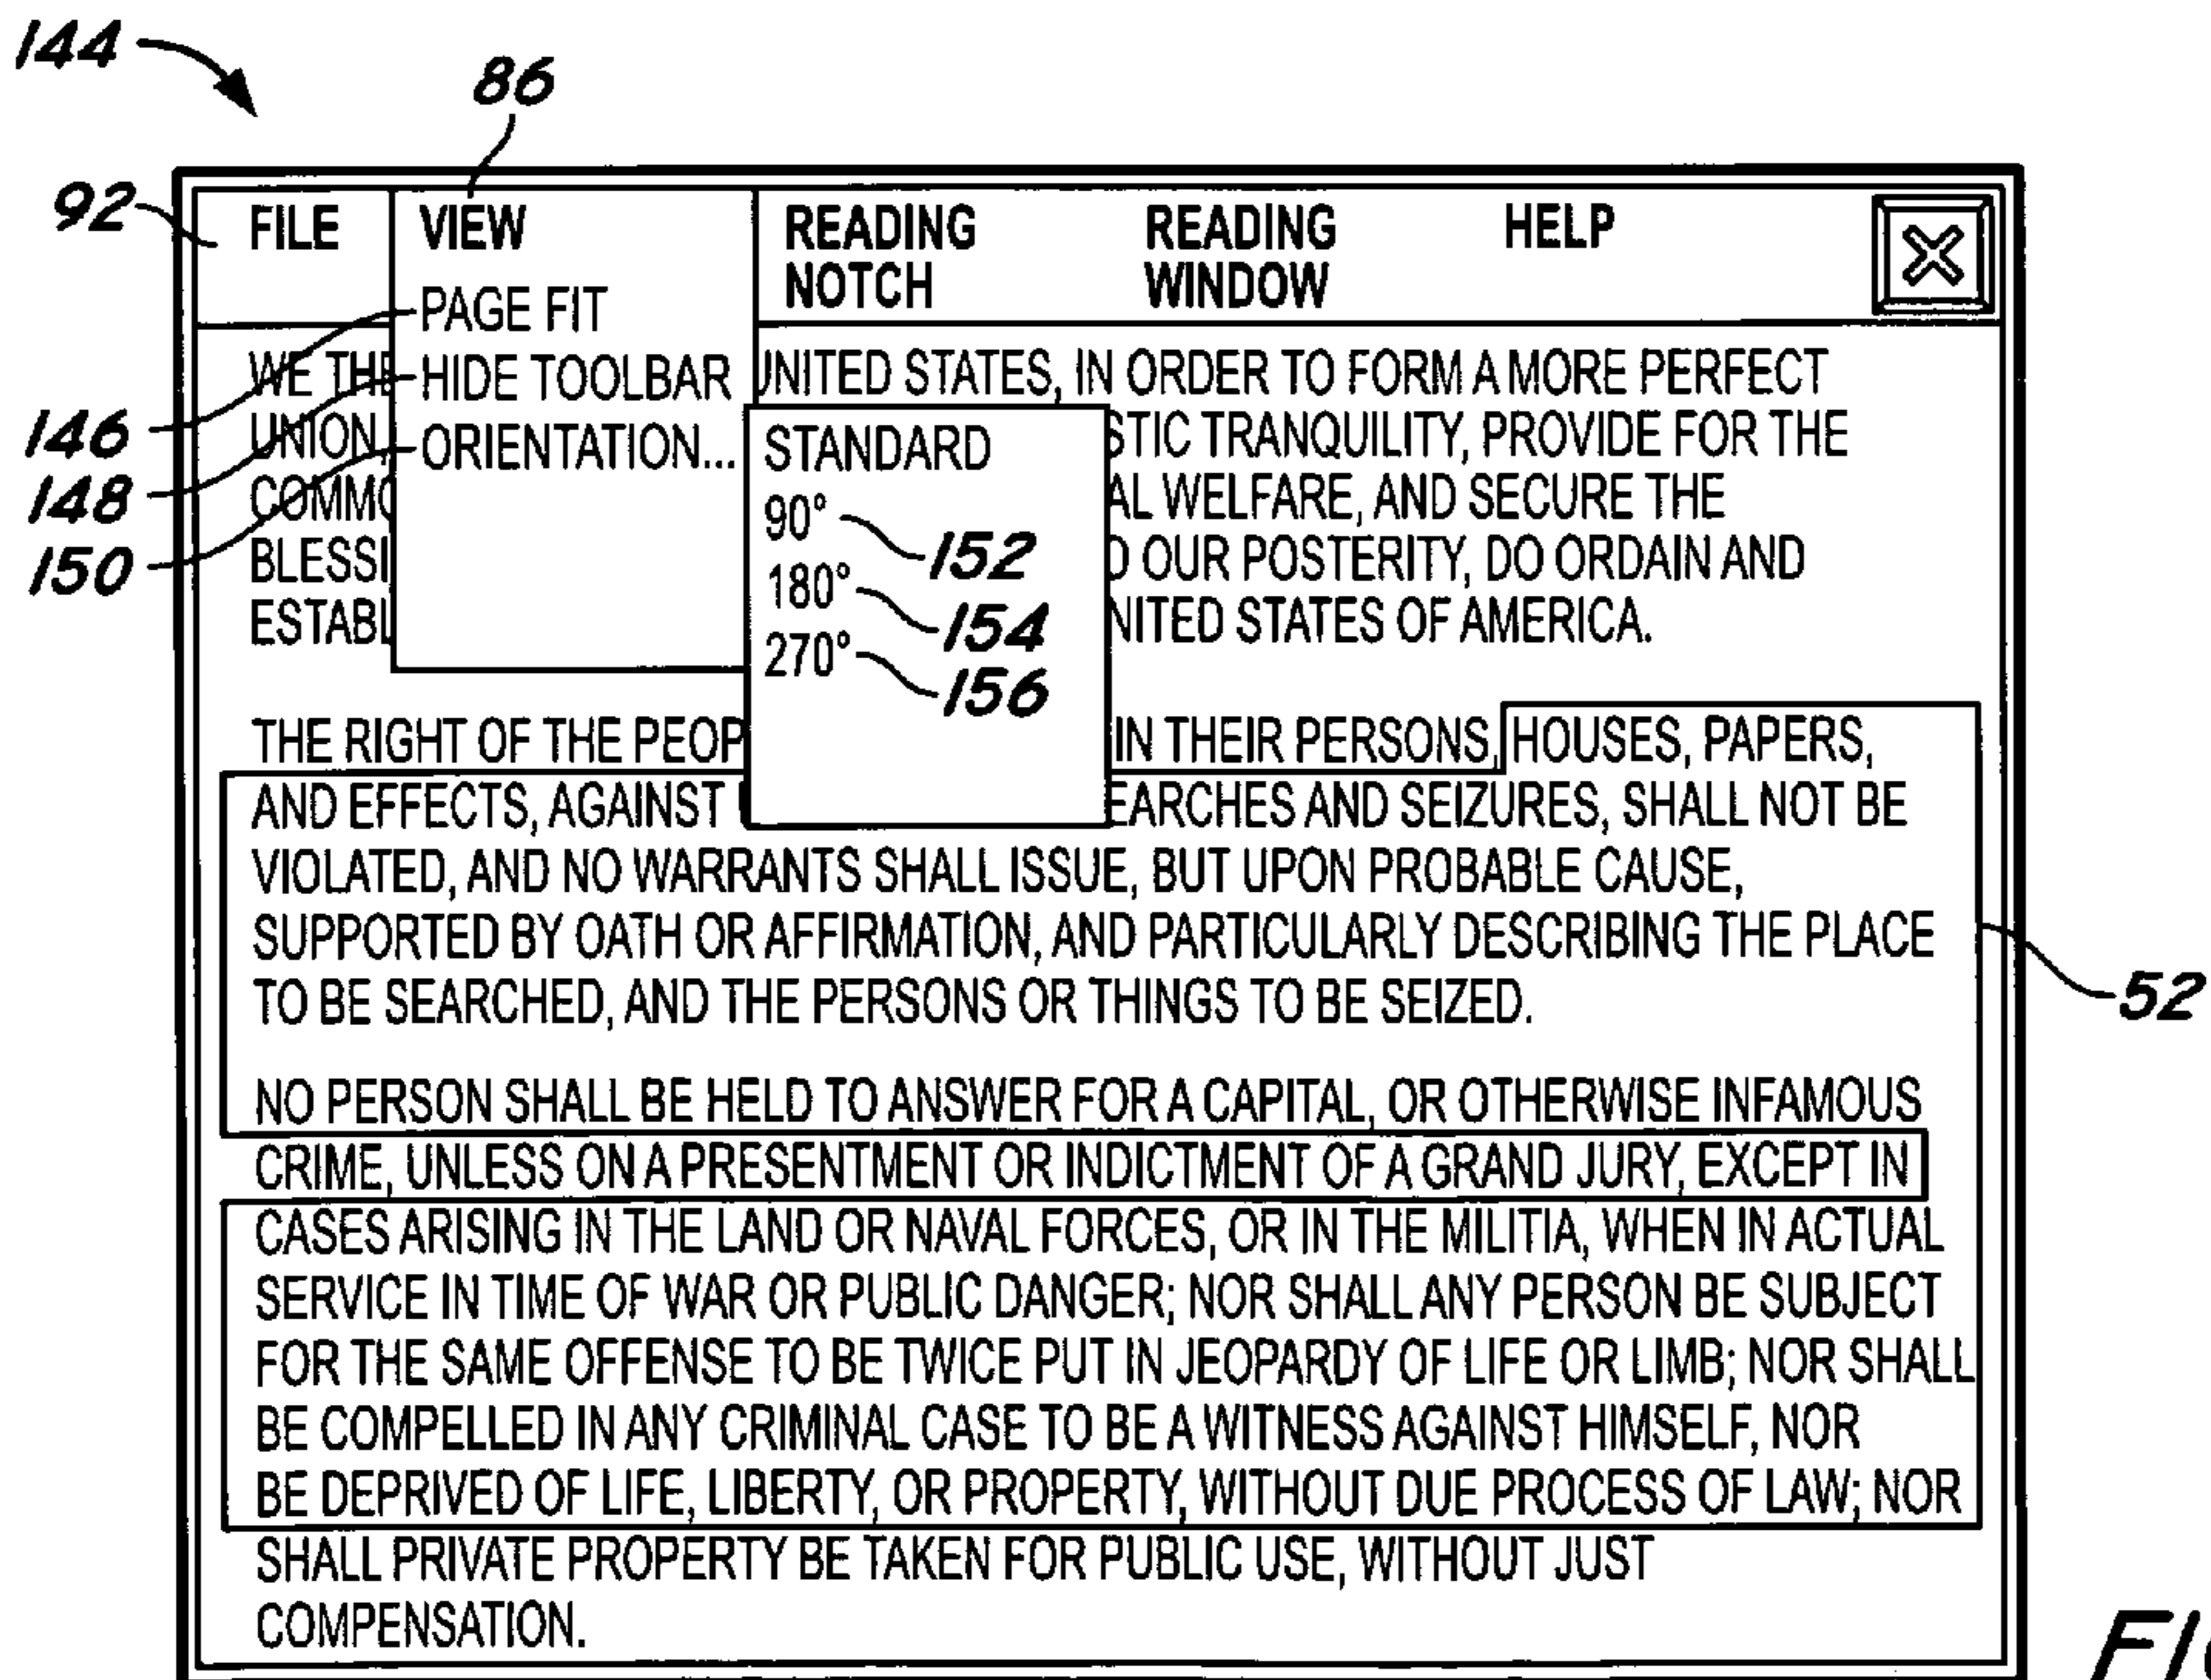 144
86
92
FILE
VIEW
READING
NOTCH
READING
WINDOW
HELP
PAGE FIT
HIDE TOOLBAR
ORIENTATION...
146
148
150
STANDARD
90°
180°
270°
152
154
156
WE THE UNITED STATES, IN ORDER TO FORM A MORE PERFECT
UNION, TRANQUILITY, PROVIDE FOR THE
WELFARE, AND SECURE THE
OUR POSTERITY, DO ORDAIN AND
STATES OF AMERICA.
THE RIGHT OF THE IN THEIR PERSONS, HOUSES, PAPERS,
AND EFFECTS, AGAINST AND SEIZURES, SHALL NOT BE
VIOLATED, AND NO WARRANTS SHALL ISSUE, BUT UPON PROBABLE CAUSE,
SUPPORTED BY OATH OR AFFIRMATION, AND PARTICULARLY DESCRIBING THE PLACE
TO BE SEARCHED, AND THE PERSONS OR THINGS TO BE SEIZED.
52
NO PERSON SHALL BE HELD TO ANSWER FOR A CAPITAL, OR OTHERWISE INFAMOUS
CRIME, UNLESS ON A PRESENTMENT OR INDICTMENT OF A GRAND JURY, EXCEPT IN
CASES ARISING IN THE LAND OR NAVAL FORCES, OR IN THE MILITIA, WHEN IN ACTUAL
SERVICE IN TIME OF WAR OR PUBLIC DANGER; NOR SHALL ANY PERSON BE SUBJECT
FOR THE SAME OFFENSE TO BE TWICE PUT IN JEOPARDY OF LIFE OR LIMB; NOR SHALL
BE COMPELLED IN ANY CRIMINAL CASE TO BE A WITNESS AGAINST HIMSELF, NOR
BE DEPRIVED OF LIFE, LIBERTY, OR PROPERTY, WITHOUT DUE PROCESS OF LAW; NOR
SHALL PRIVATE PROPERTY BE TAKEN FOR PUBLIC USE, WITHOUT JUST
COMPENSATION.